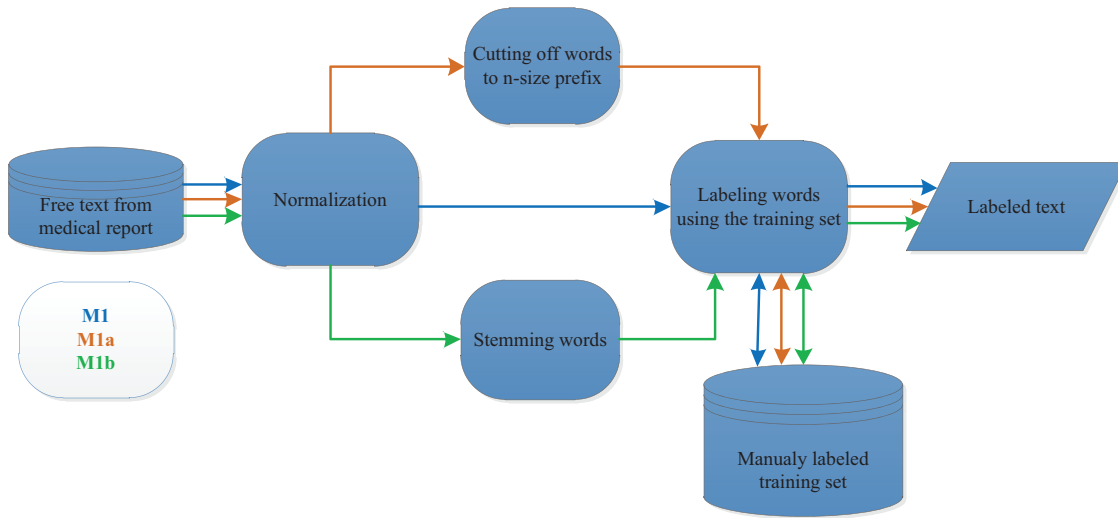 Cutting off words
to n-size prefix
Free text from
medical report
Normalization
Labeling words
using the training set
Labeled text
M1
M1a
M1b
Stemming words
Manualy labeled
training set